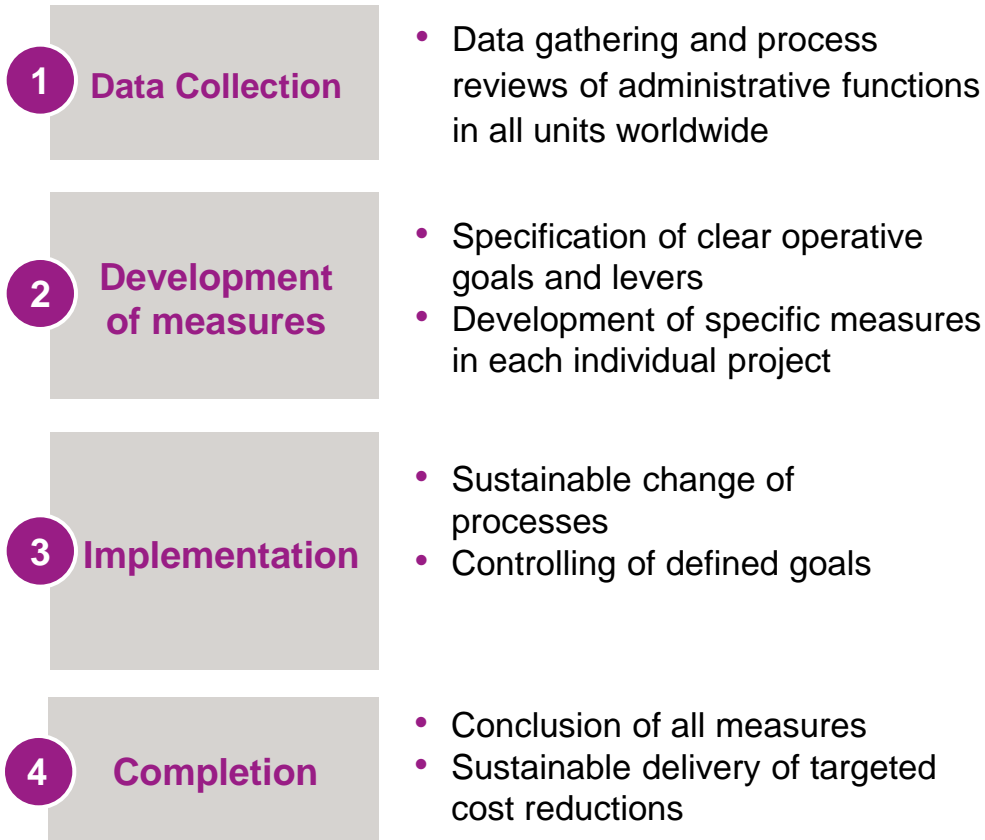 1
Data Collection
• Data gathering and process
reviews of administrative functions
in all units worldwide
2
Development
of measures
• Specification of clear operative
goals and levers
• Development of specific measures
in each individual project
3
Implementation
• Sustainable change of
processes
• Controlling of defined goals
4
Completion
• Conclusion of all measures
• Sustainable delivery of targeted
cost reductions